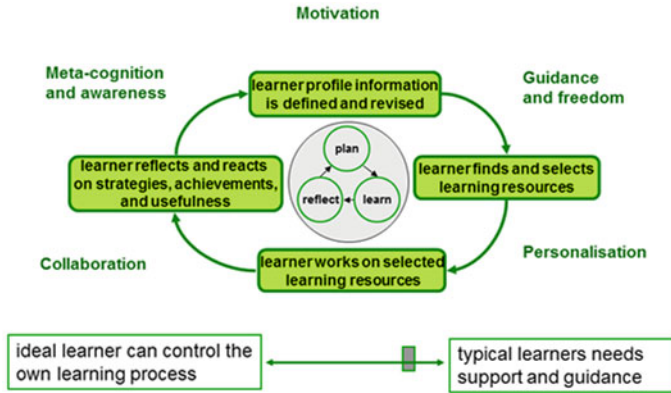 Motivation
Meta-cognition
and awareness
Guidance
and freedom
learner profile information
is defined and revised
plan
learner reflects and reacts
on strategies, achievements,
and usefulness
learner finds and selects
learning resources
reflect
learn
Collaboration
learner works on selected
learning resources
Personalisation
ideal learner can control the
own learning process
typical learners needs
support and guidance